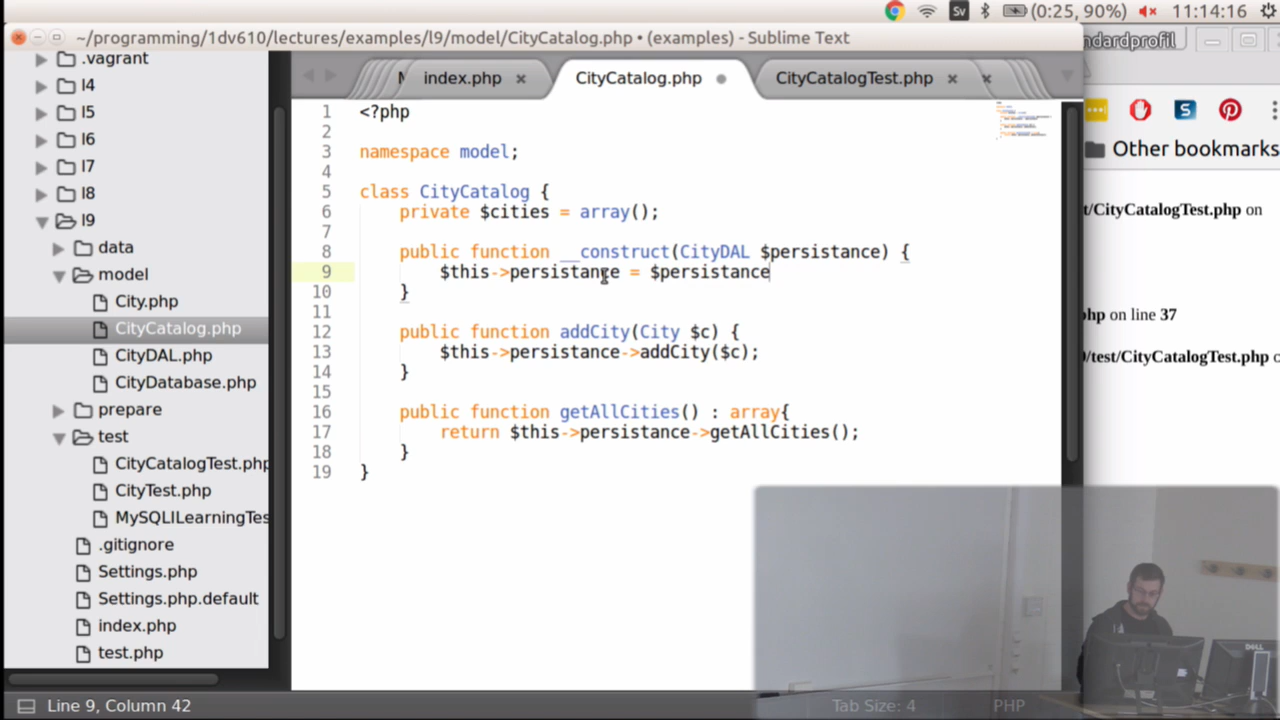 Sv (0:25, 90%) 11:14:16
~/programming/1dv610/lectures/examples/l9/model/CityCatalog.php • (examples) - Sublime Text
ndardprofil
index.php × CityCatalog.php CityCatalogTest.php × ×
Other bookmarks
.vagrant
l4
l5
l6
l7
l8
l9
data
model
City.php
CityCatalog.php
CityDAL.php
CityDatabase.php
prepare
test
CityCatalogTest.php
CityTest.php
MySQLILearningTes
.gitignore
Settings.php
Settings.php.default
index.php
test.php
1 <?php
2
3 namespace model;
4
5 class CityCatalog {
6 private $cities = array();
7
8 public function __construct(CityDAL $persistance) {
9 $this->persistance = $persistance
10 }
11
12 public function addCity(City $c) {
13 $this->persistance->addCity($c);
14 }
15
16 public function getAllCities() : array{
17 return $this->persistance->getAllCities();
18 }
19 }
t/CityCatalogTest.php on
hp on line 37
/test/CityCatalogTest.php
DELL
Line 9, Column 42 Tab Size: 4 PHP